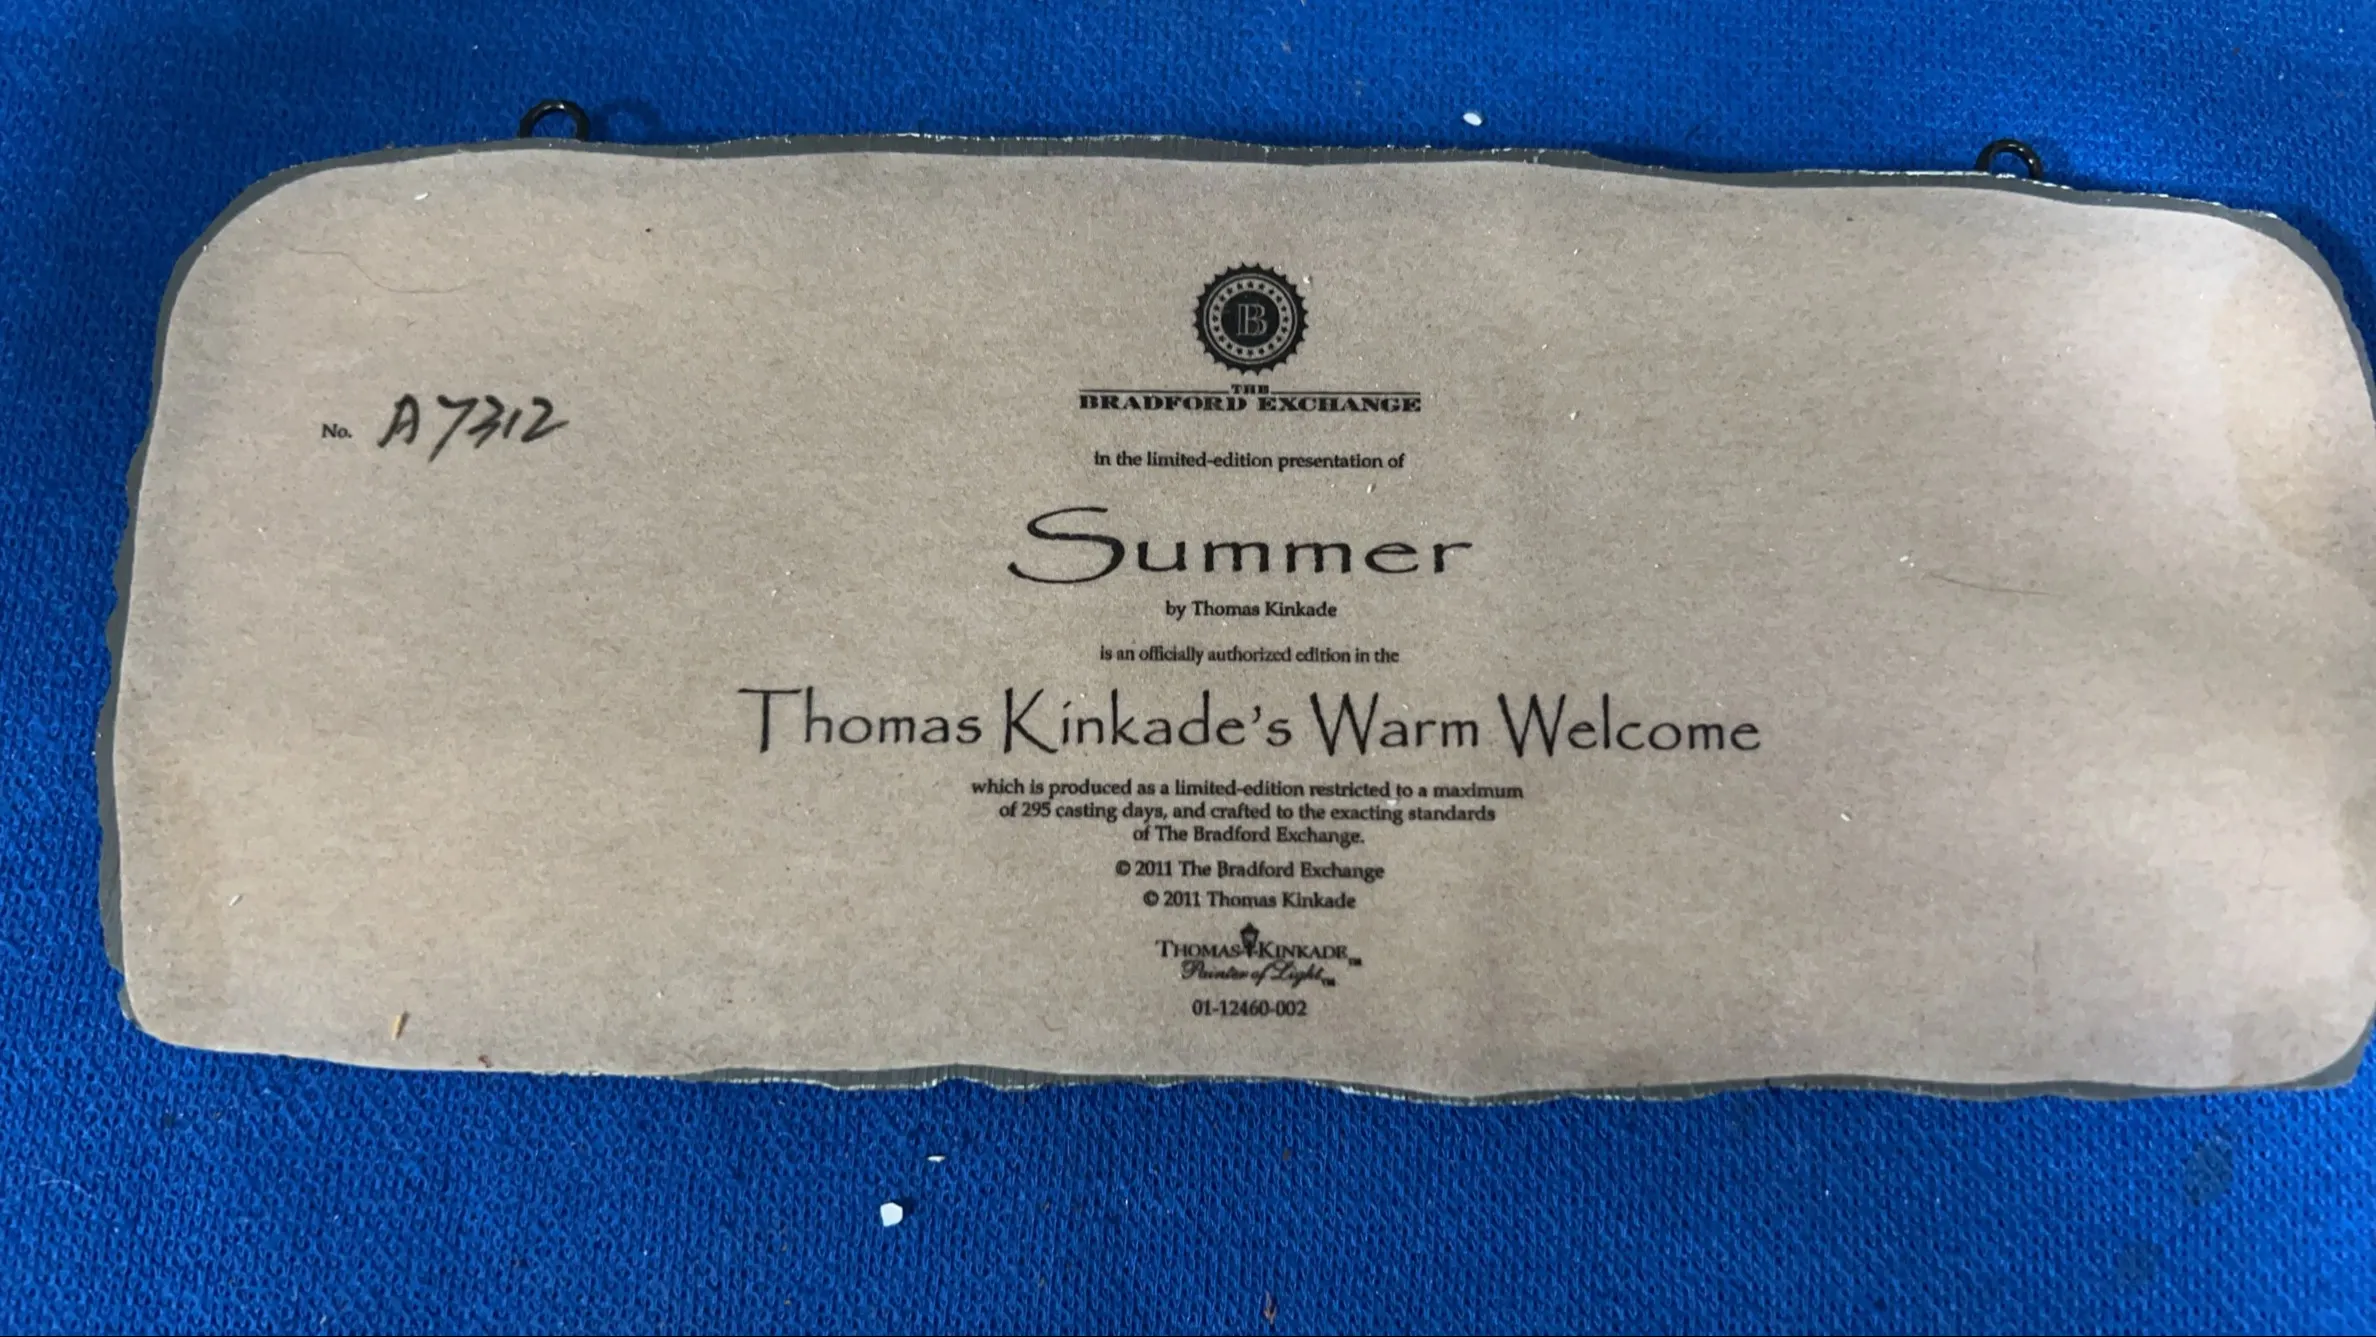 B
THE
BRADFORD EXCHANGE
in the limited-edition presentation of
No. A7312
Summer
by Thomas Kinkade
is an officially authorized edition in the
Thomas Kinkade's Warm Welcome
which is produced as a limited-edition restricted to a maximum
of 295 casting days, and crafted to the exacting standards
of The Bradford Exchange.
© 2011 The Bradford Exchange
© 2011 Thomas Kinkade
THOMAS KINKADE™
Painter of Light™
01-12460-002